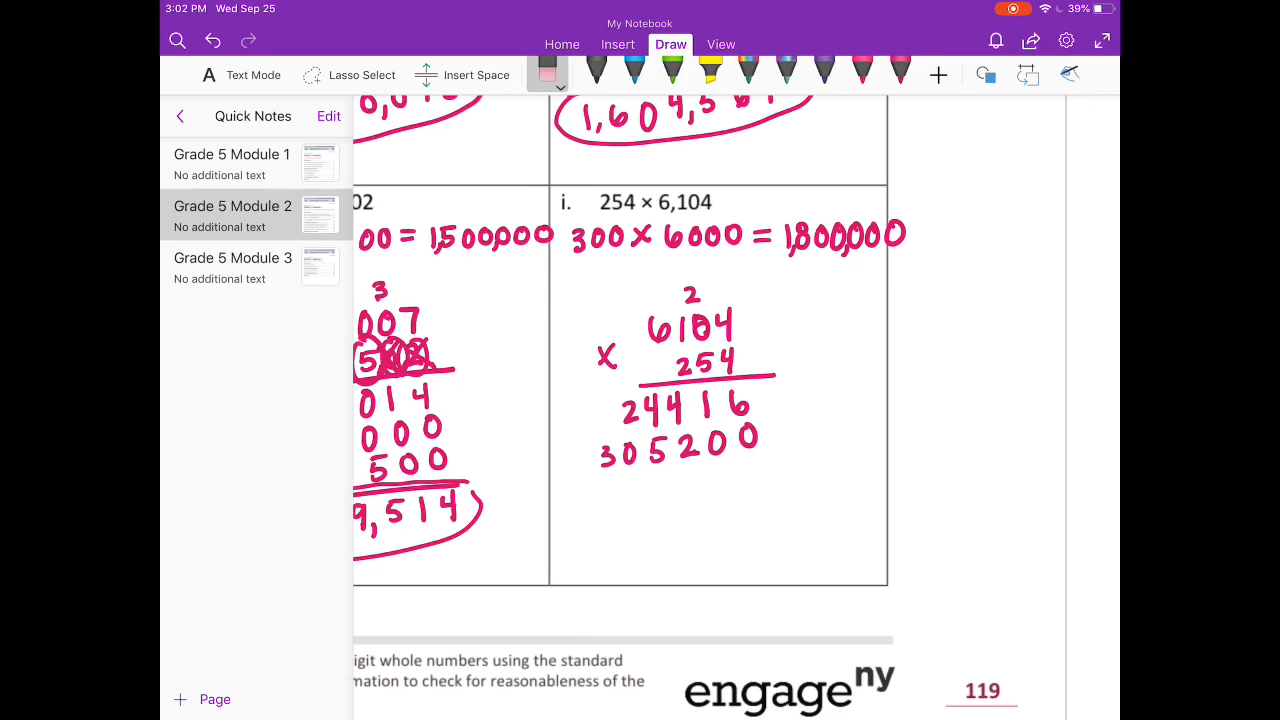 3:02 PM Wed Sep 25
39%
My Notebook
Home Insert Draw View
Text Mode Lasso Select Insert Space
Quick Notes Edit
Grade 5 Module 1
No additional text
Grade 5 Module 2
No additional text
Grade 5 Module 3
No additional text
Page
1,604,5
02
00 = 1,500,000
3
007
5
014
000
500
9,514
i. 254 × 6,104
300 × 6000 = 1,800,000
2
6104
× 254
24416
305200
igit whole numbers using the standard
mation to check for reasonableness of the
engage ny
119